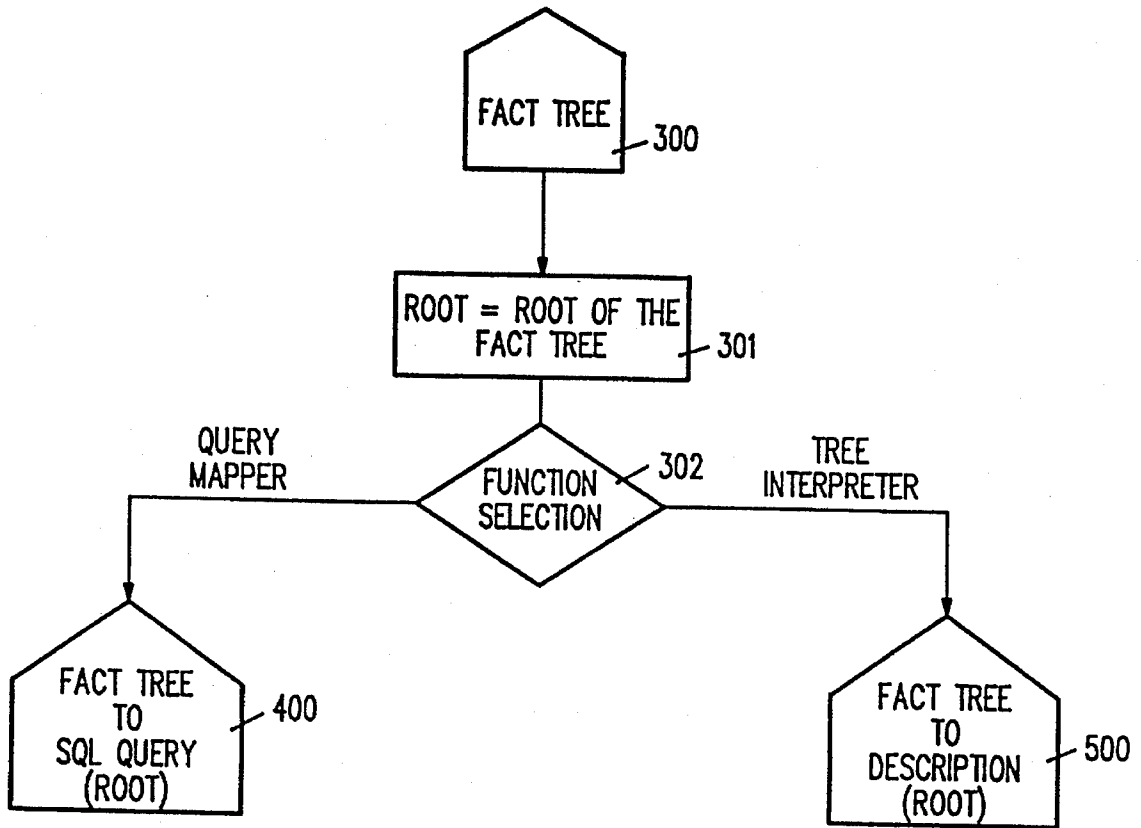 FACT TREE
300
ROOT = ROOT OF THE
FACT TREE
301
QUERY
MAPPER
FUNCTION
SELECTION
302
TREE
INTERPRETER
FACT TREE
TO
SQL QUERY
(ROOT)
400
FACT TREE
TO
DESCRIPTION
(ROOT)
500